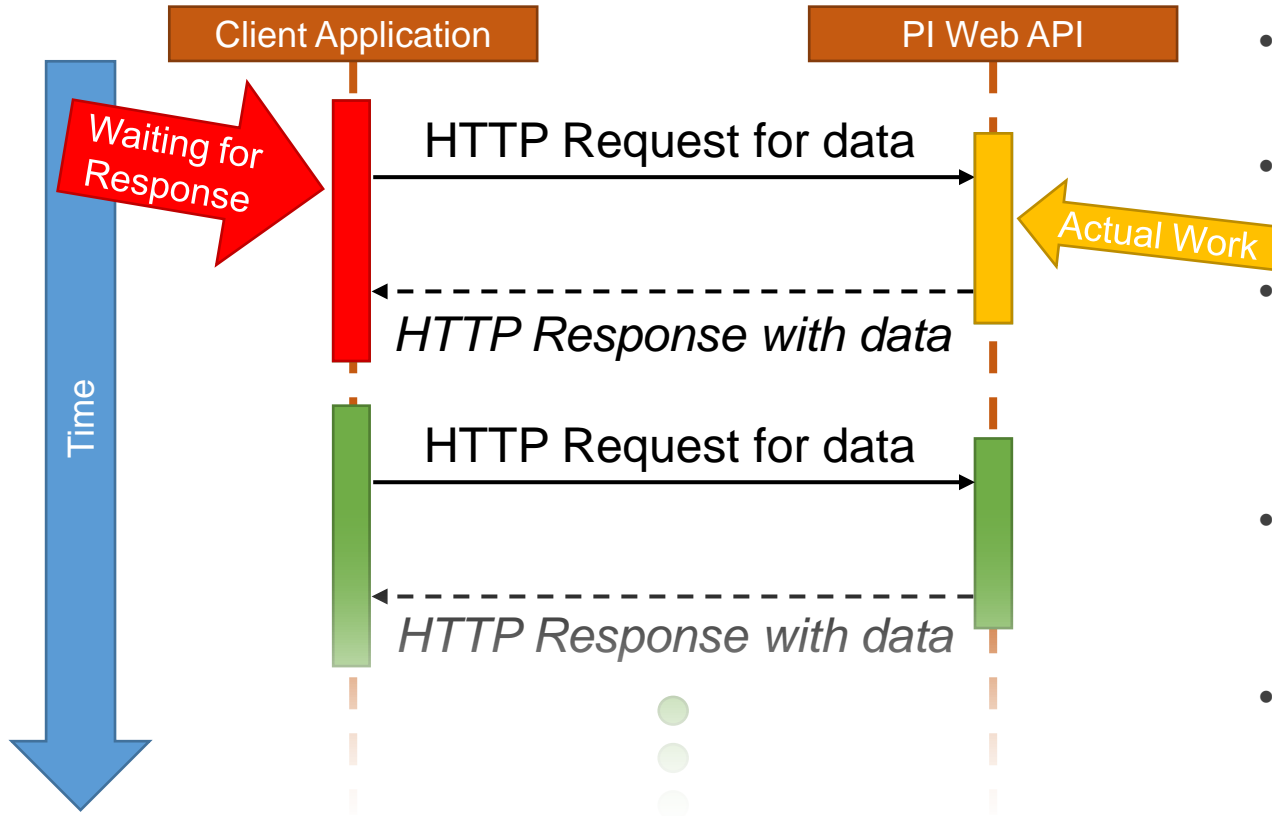 Client Application
PI Web API
Waiting for
Response
HTTP Request for data
Actual Work
HTTP Response with data
Time
HTTP Request for data
HTTP Response with data